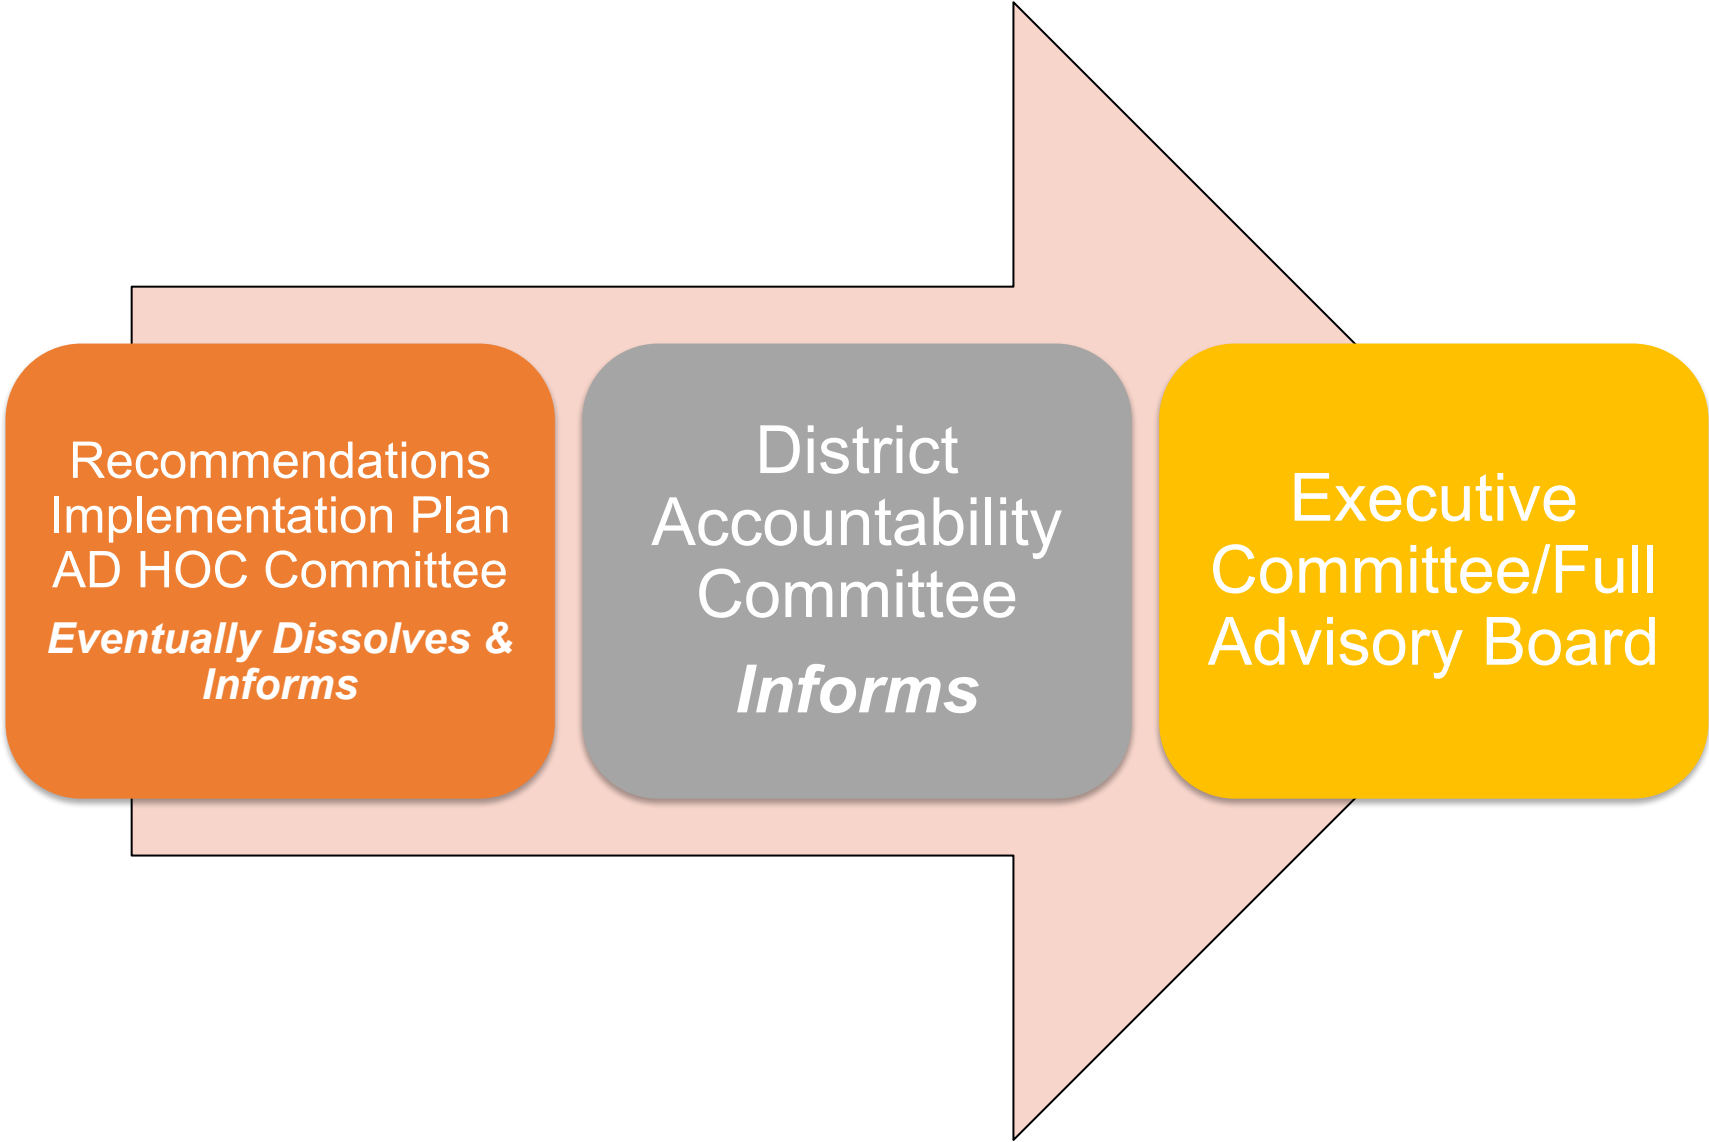 Recommendations
Implementation Plan
AD HOC Committee
Eventually Dissolves &
Informs
District
Accountability
Committee
Informs
Executive
Committee/Full
Advisory Board